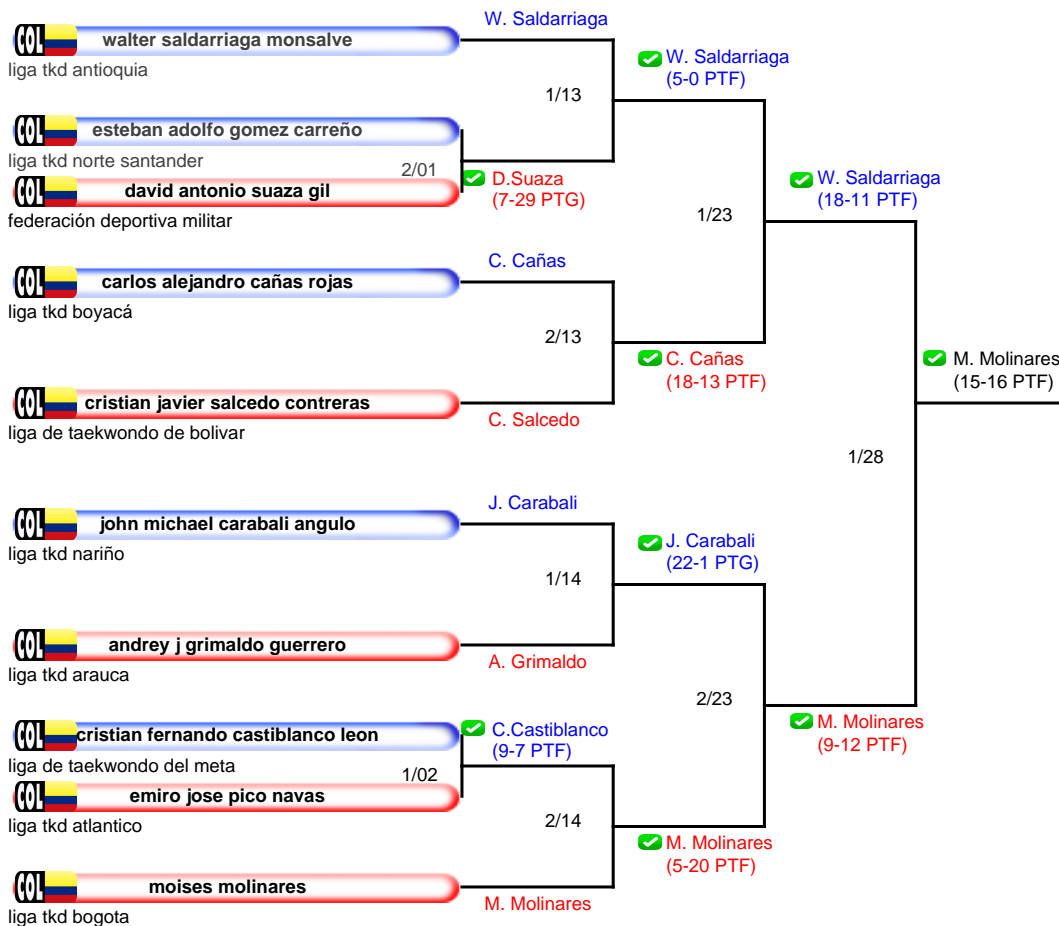 W. Saldarriaga
COL walter saldarriaga monsalve
liga tkd antioquia
W. Saldarriaga
(5-0 PTF)
1/13
COL esteban adolfo gomez carreño
liga tkd norte santander
2/01
D.Suaza
(7-29 PTG)
COL david antonio suaza gil
federación deportiva militar
W. Saldarriaga
(18-11 PTF)
1/23
C. Cañas
COL carlos alejandro cañas rojas
liga tkd boyacá
2/13
C. Cañas
(18-13 PTF)
M. Molinares
(15-16 PTF)
COL cristian javier salcedo contreras
C. Salcedo
liga de taekwondo de bolivar
1/28
J. Carabali
COL john michael carabali angulo
liga tkd nariño
J. Carabali
(22-1 PTG)
1/14
COL andrey j grimaldo guerrero
A. Grimaldo
liga tkd arauca
2/23
M. Molinares
(9-12 PTF)
COL cristian fernando castiblanco leon
C.Castiblanco
(9-7 PTF)
liga de taekwondo del meta
1/02
COL emiro jose pico navas
liga tkd atlantico
2/14
M. Molinares
(5-20 PTF)
COL moises molinares
M. Molinares
liga tkd bogota